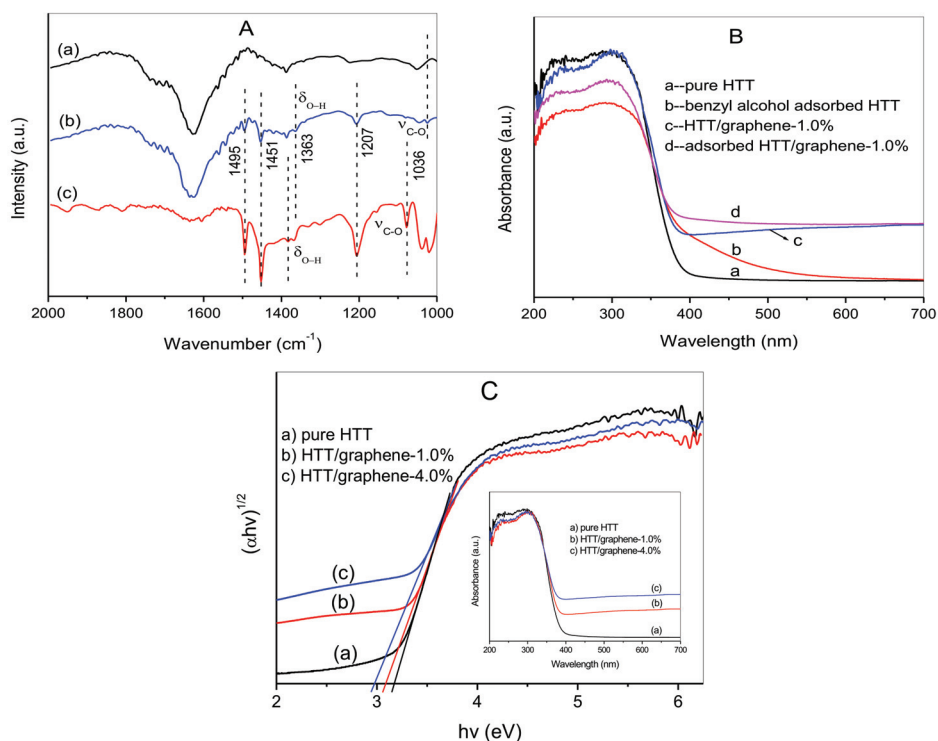 A
(a)
(b)
(c)
δO–H
νC-O
1495
1451
1363
1207
1036
νC-O
δO–H
Intensity (a.u.)
2000 1800 1600 1400 1200 1000
Wavenumber (cm⁻¹)
B
a--pure HTT
b--benzyl alcohol adsorbed HTT
c--HTT/graphene-1.0%
d--adsorbed HTT/graphene-1.0%
d
c
b
a
Absorbance (a.u.)
200 300 400 500 600 700
Wavelength (nm)
C
a) pure HTT
b) HTT/graphene-1.0%
c) HTT/graphene-4.0%
(c)
(b)
(a)
(αhν)1/2
2 3 4 5 6
hν (eV)
a) pure HTT
b) HTT/graphene-1.0%
c) HTT/graphene-4.0%
(c)
(b)
(a)
Absorbance (a.u.)
200 300 400 500 600 700
Wavelength (nm)